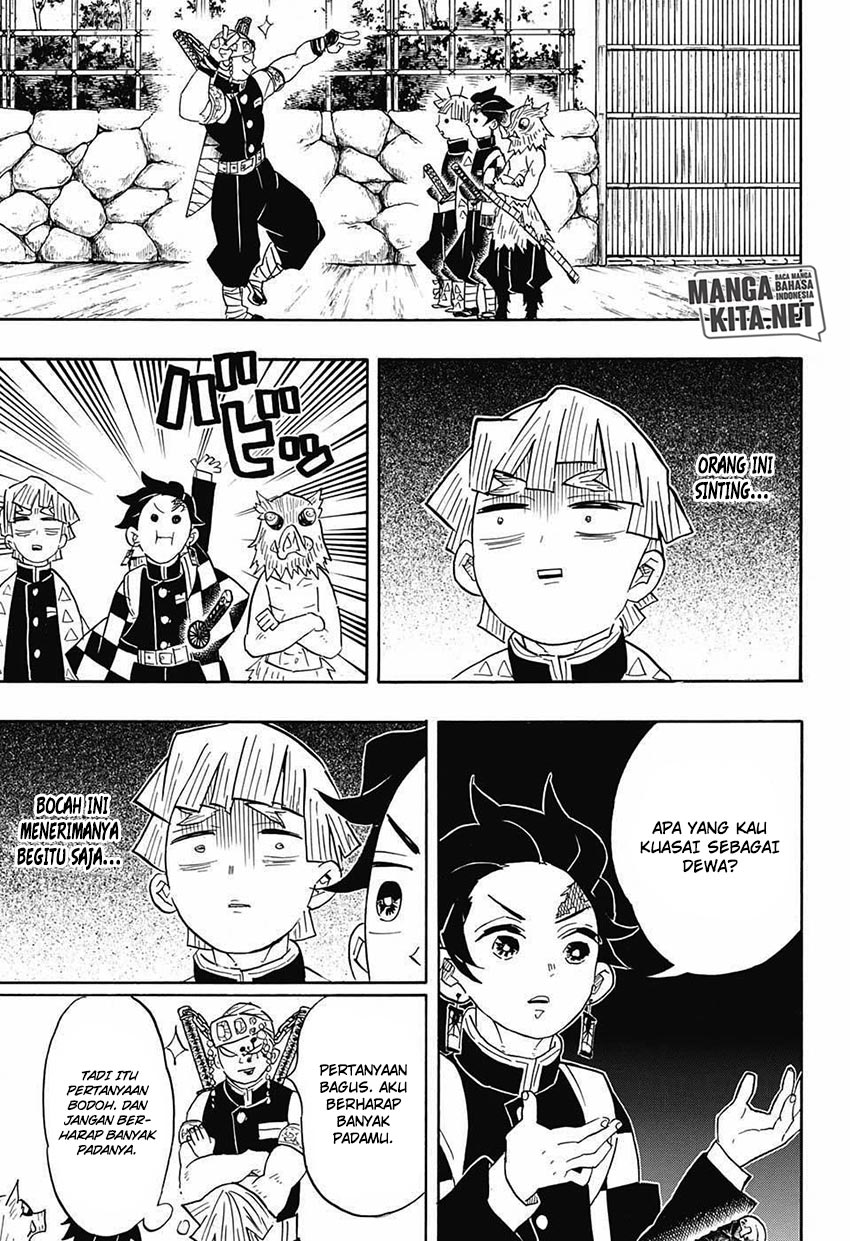 MANGA
KITA.NET
BACA MANGA
BAHASA
INDONESIA
ORANG INI
SINTING...
ババビッ
APA YANG KAU
KUASAI SEBAGAI
DEWA?
BOCAH INI
MENERIMANYA
BEGITU SAJA...
PERTANYAAN
BAGUS. AKU
BERHARAP
BANYAK
PADAMU.
TADI ITU
PERTANYAAN
BODOH. DAN
JANGAN BER-
HARAP BANYAK
PADANYA.